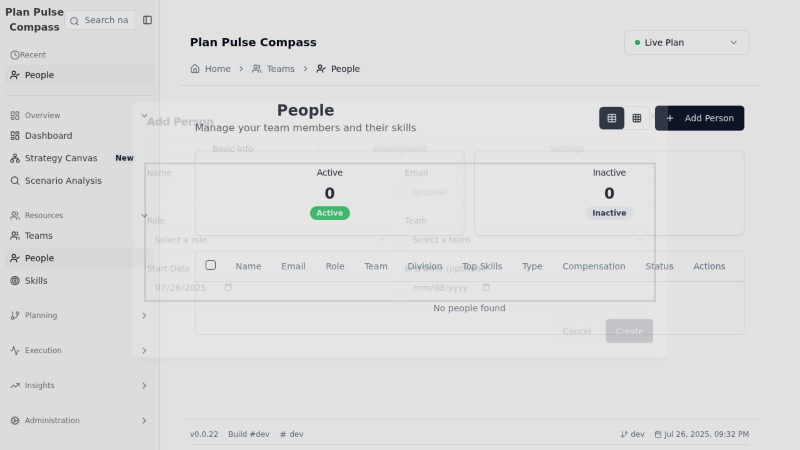 Plan Pulse
Compass
Search na
Recent
People
Overview
Dashboard
Strategy Canvas New
Scenario Analysis
Resources
Teams
People
Skills
Planning
Execution
Insights
Administration
Plan Pulse Compass
Live Plan
Home > Teams > People
People
Manage your team members and their skills
Add Person
Active
0
Active
Inactive
0
Inactive
Name Email Role Team Division Top Skills Type Compensation Status Actions
No people found
Add Person
Basic Info Employment Settings
Name Email
optional
Role Team
Select a role Select a team
Start Date
07/26/2025 mm/dd/yyyy
Cancel Create
v0.0.22 Build #dev # dev
dev Jul 26, 2025, 09:32 PM